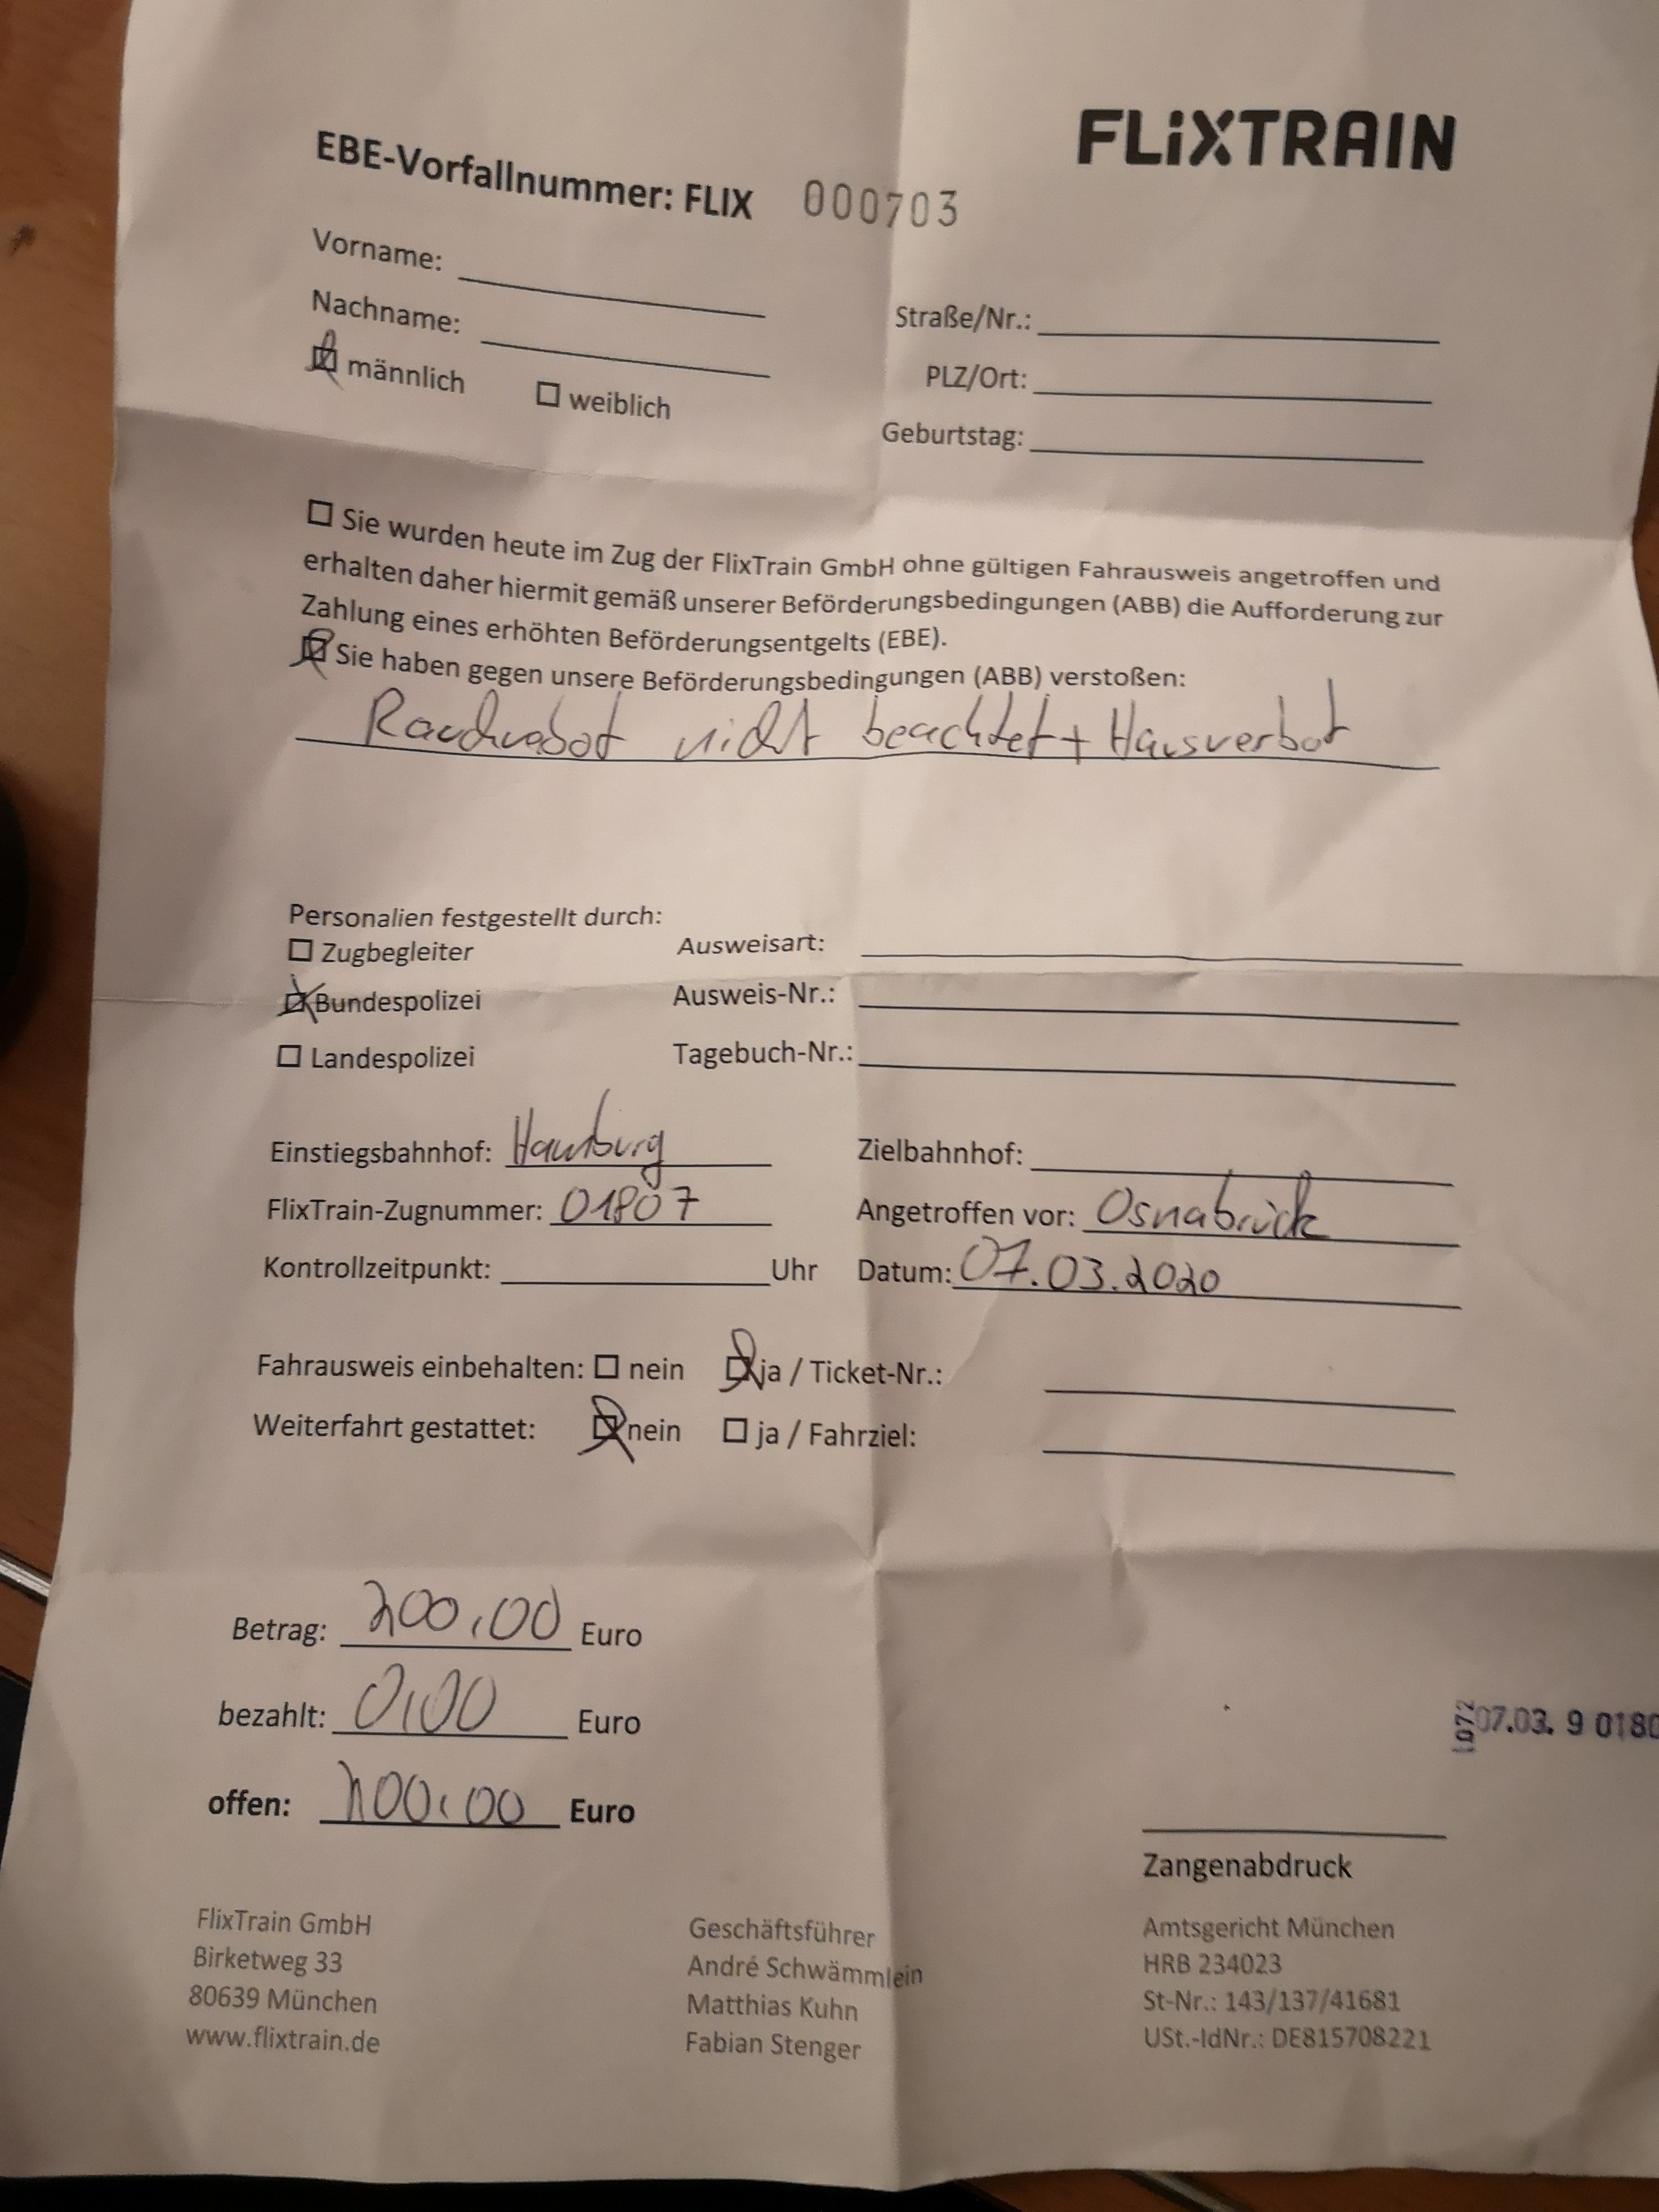 FLiXTRAIN
EBE-Vorfallnummer: FLIX 000703
Vorname:
Nachname:
männlich weiblich
Straße/Nr.:
PLZ/Ort:
Geburtstag:
Sie wurden heute im Zug der FlixTrain GmbH ohne gültigen Fahrausweis angetroffen und
erhalten daher hiermit gemäß unserer Beförderungsbedingungen (ABB) die Aufforderung zur
Zahlung eines erhöhten Beförderungsentgelts (EBE).
Sie haben gegen unsere Beförderungsbedingungen (ABB) verstoßen:
Rauchverbot nicht beachtet + Hausverbot
Personalien festgestellt durch:
Zugbegleiter Ausweisart:
Bundespolizei Ausweis-Nr.:
Landespolizei Tagebuch-Nr.:
Einstiegsbahnhof: Hamburg Zielbahnhof:
FlixTrain-Zugnummer: 01807 Angetroffen vor: Osnabrück
Kontrollzeitpunkt: Uhr Datum: 07.03.2020
Fahrausweis einbehalten: nein ja / Ticket-Nr.:
Weiterfahrt gestattet: nein ja / Fahrziel:
Betrag: 200,00 Euro
bezahlt: 0,00 Euro
offen: 200,00 Euro
07.03. 9 0180
Zangenabdruck
FlixTrain GmbH
Birketweg 33
80639 München
www.flixtrain.de
Geschäftsführer
André Schwämmlein
Matthias Kuhn
Fabian Stenger
Amtsgericht München
HRB 234023
St-Nr.: 143/137/41681
USt.-IdNr.: DE815708221